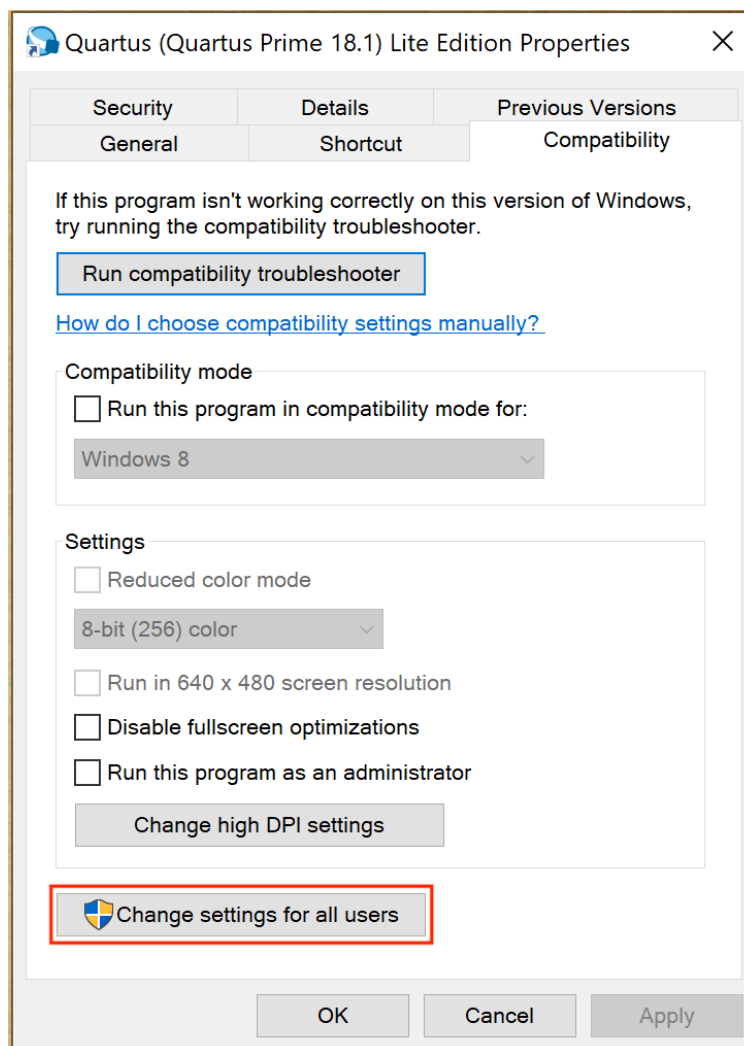 Quartus (Quartus Prime 18.1) Lite Edition Properties
Security
Details
Previous Versions
General
Shortcut
Compatibility
If this program isn't working correctly on this version of Windows,
try running the compatibility troubleshooter.
Run compatibility troubleshooter
How do I choose compatibility settings manually?
Compatibility mode
Run this program in compatibility mode for:
Windows 8
Settings
Reduced color mode
8-bit (256) color
Run in 640 x 480 screen resolution
Disable fullscreen optimizations
Run this program as an administrator
Change high DPI settings
Change settings for all users
OK
Cancel
Apply